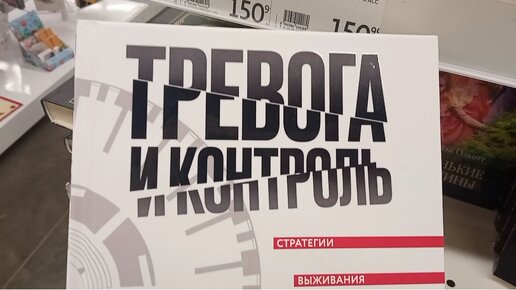 150
150
ТРЕВОГА
И КОНТРОЛЬ
СТРАТЕГИИ
ВЫЖИВАНИЯ